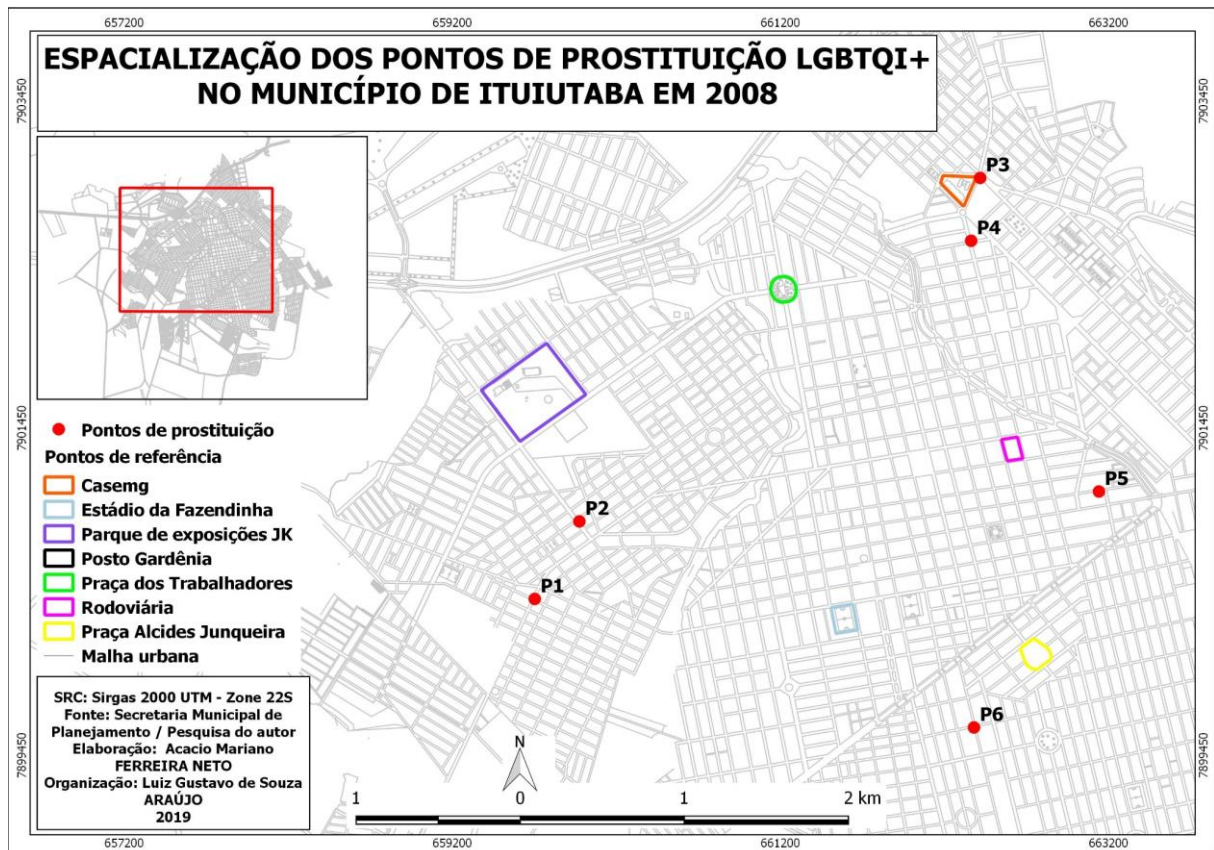 657200
659200
661200
663200
ESPACIALIZAÇÃO DOS PONTOS DE PROSTITUIÇÃO LGBTQI+
NO MUNICÍPIO DE ITUIUTABA EM 2008
7903450
7903450
P3
P4
7901450
7901450
Pontos de prostituição
Pontos de referência
Casemg
Estádio da Fazendinha
Parque de exposições JK
Posto Gardênia
Praça dos Trabalhadores
Rodoviária
Praça Alcides Junqueira
Malha urbana
P5
P2
P1
P6
SRC: Sirgas 2000 UTM - Zone 22S
Fonte: Secretaria Municipal de
Planejamento / Pesquisa do autor
Elaboração: Acacio Mariano
FERREIRA NETO
Organização: Luiz Gustavo de Souza
ARAÚJO
2019
7899450
7899450
N
1 0 1 2 km
657200
659200
661200
663200